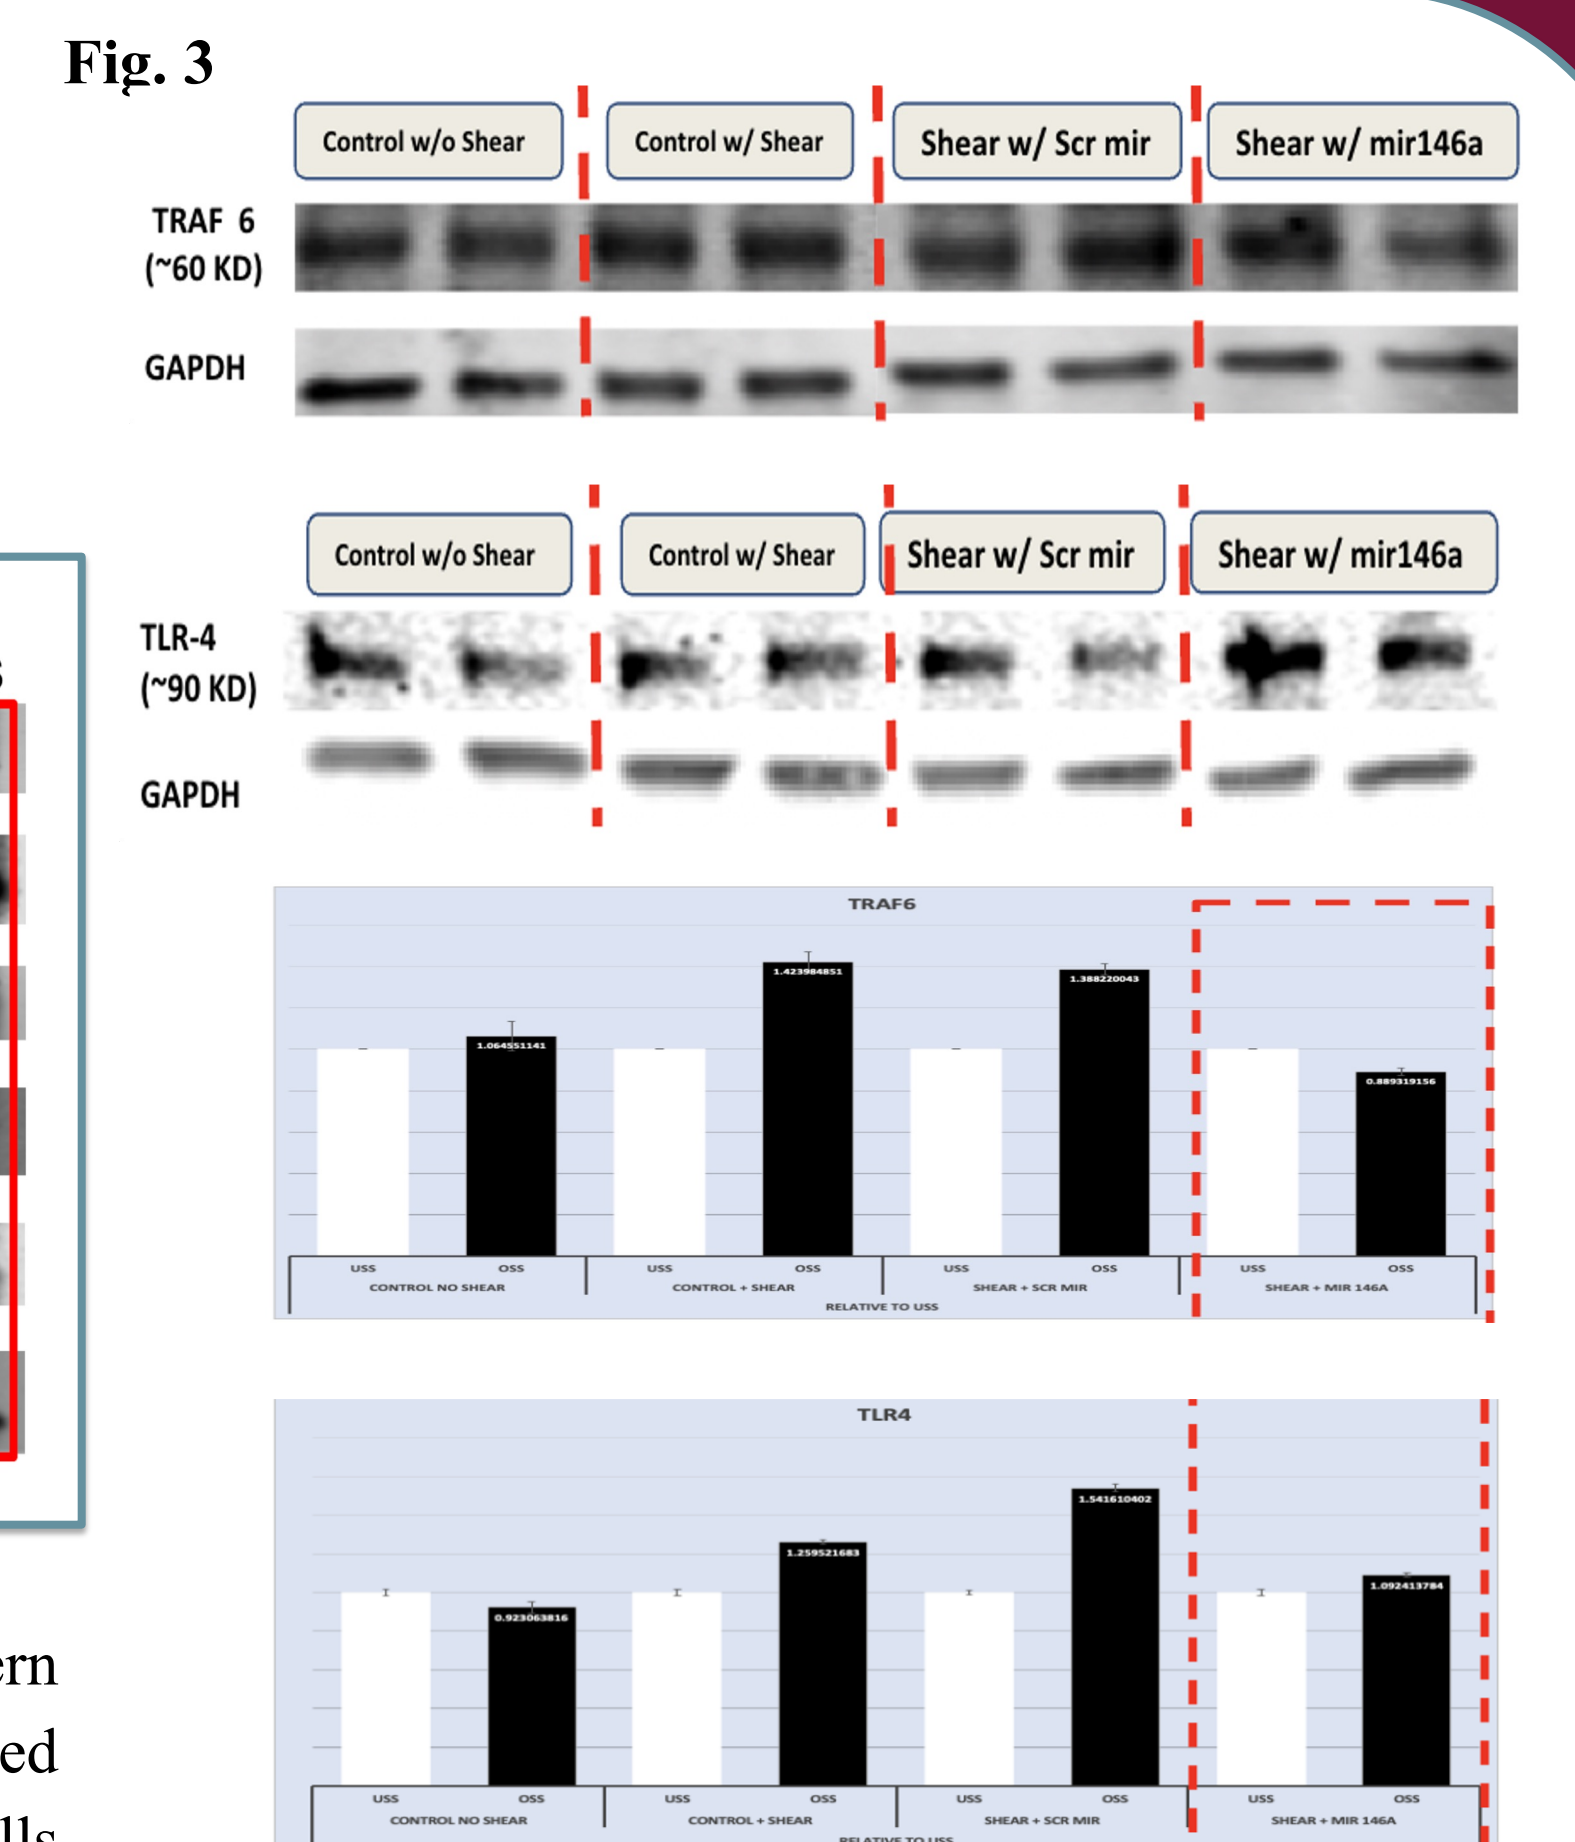 Fig. 3
Control w/o Shear
Control w/ Shear
Shear w/ Scr mir
Shear w/ mir146a
TRAF 6
(~60 KD)
GAPDH
Control w/o Shear
Control w/ Shear
Shear w/ Scr mir
Shear w/ mir146a
TLR-4
(~90 KD)
GAPDH
TRAF6
1.064551141
1.423984851
1.388220043
0.889319156
USS OSS USS OSS USS OSS USS OSS
CONTROL NO SHEAR CONTROL + SHEAR SHEAR + SCR MIR SHEAR + MIR 146A
RELATIVE TO USS
TLR4
0.923063816
1.259521683
1.541610402
1.092413784
USS OSS USS OSS USS OSS USS OSS
CONTROL NO SHEAR CONTROL + SHEAR SHEAR + SCR MIR SHEAR + MIR 146A
RELATIVE TO USS
ern
ed